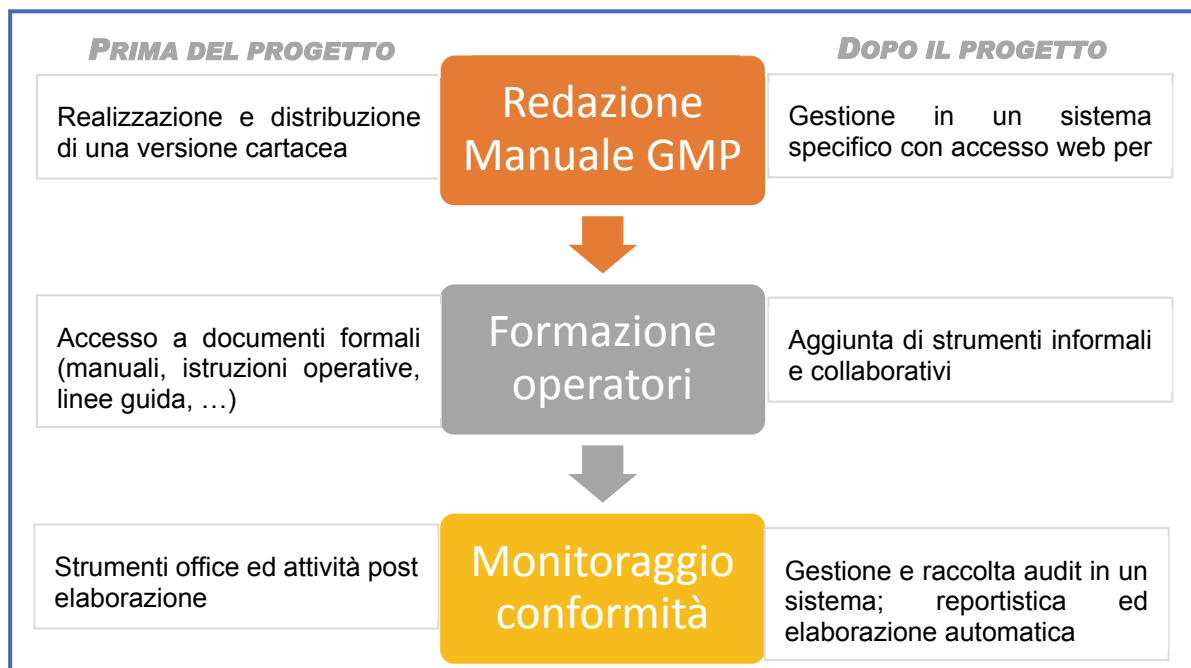 PRIMA DEL PROGETTO
DOPO IL PROGETTO
Realizzazione e distribuzione
di una versione cartacea
Redazione
Manuale GMP
Gestione in un sistema
specifico con accesso web per
Accesso a documenti formali
(manuali, istruzioni operative,
linee guida, …)
Formazione
operatori
Aggiunta di strumenti informali
e collaborativi
Strumenti office ed attività post
elaborazione
Monitoraggio
conformità
Gestione e raccolta audit in un
sistema; reportistica ed
elaborazione automatica